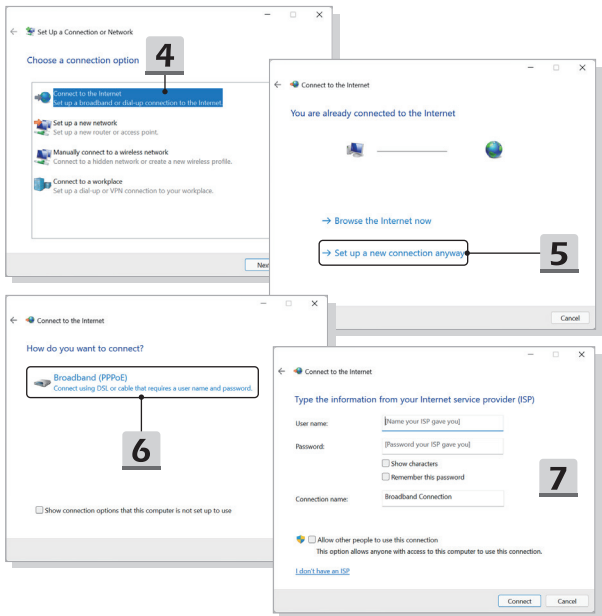 Set Up a Connection or Network
Choose a connection option
4
Connect to the Internet
Set up a broadband or dial-up connection to the Internet.
Set up a new network
Set up a new router or access point.
Manually connect to a wireless network
Connect to a hidden network or create a new wireless profile.
Connect to a workplace
Set up a dial-up or VPN connection to your workplace.
Connect to the Internet
You are already connected to the Internet
Browse the Internet now
Set up a new connection anyway
5
Cancel
Connect to the Internet
How do you want to connect?
Broadband (PPPoE)
Connect using DSL or cable that requires a user name and password.
6
Show connection options that this computer is not set up to use
Connect to the Internet
Type the information from your Internet service provider (ISP)
User name:
[Name your ISP gave you]
Password:
[Password your ISP gave you]
Show characters
Remember this password
7
Connection name:
Broadband Connection
Allow other people to use this connection
This option allows anyone with access to this computer to use this connection.
I don't have an ISP
Connect
Cancel